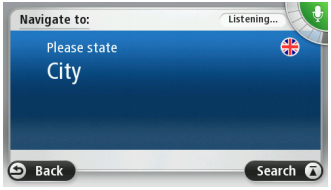 Navigate to:
Listening...
Please state
City
Back
Search